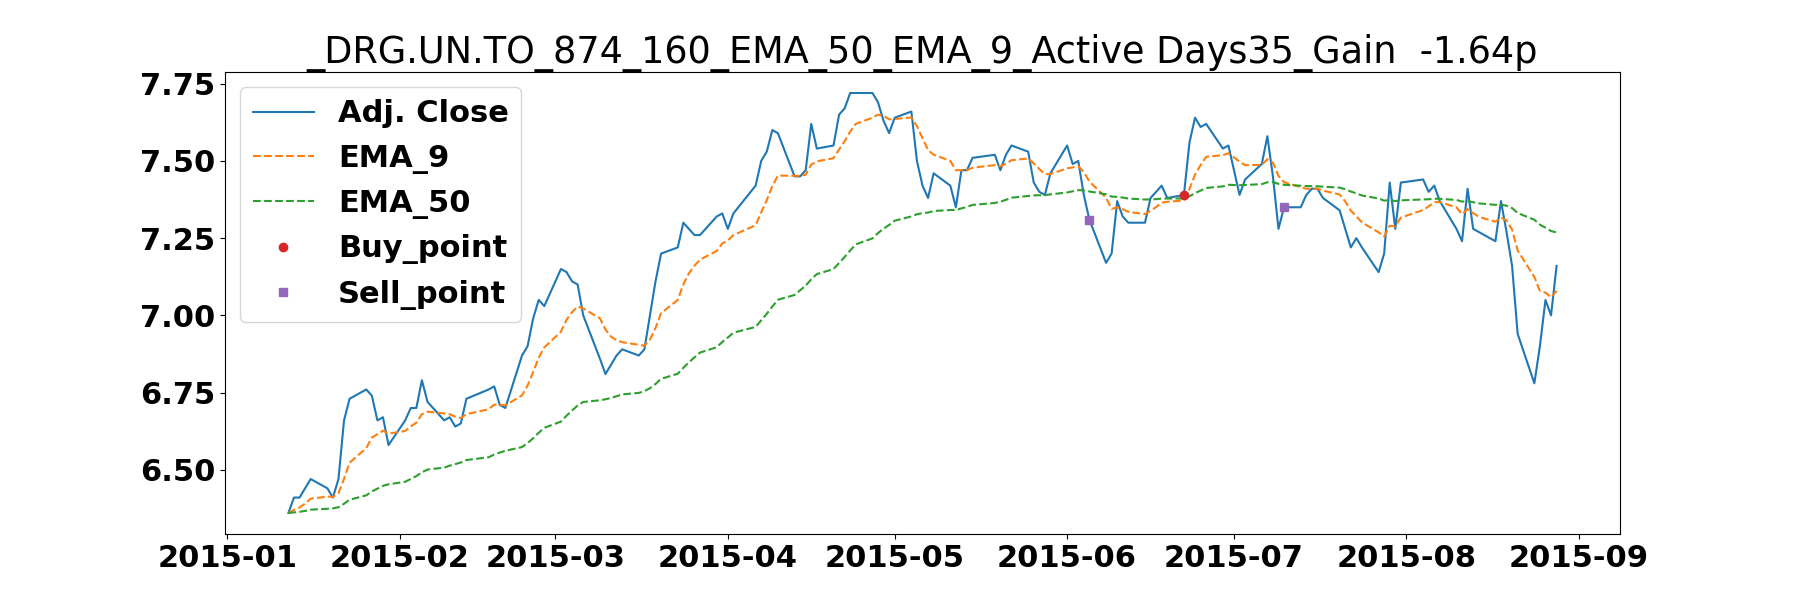 _DRG.UN.TO_874_160_EMA_50_EMA_9_Active Days35_Gain  -1.64p
7.75
7.50
7.25
7.00
6.75
6.50
Adj. Close
EMA_9
EMA_50
Buy_point
Sell_point
2015-01 2015-02 2015-03 2015-04 2015-05 2015-06 2015-07 2015-08 2015-09